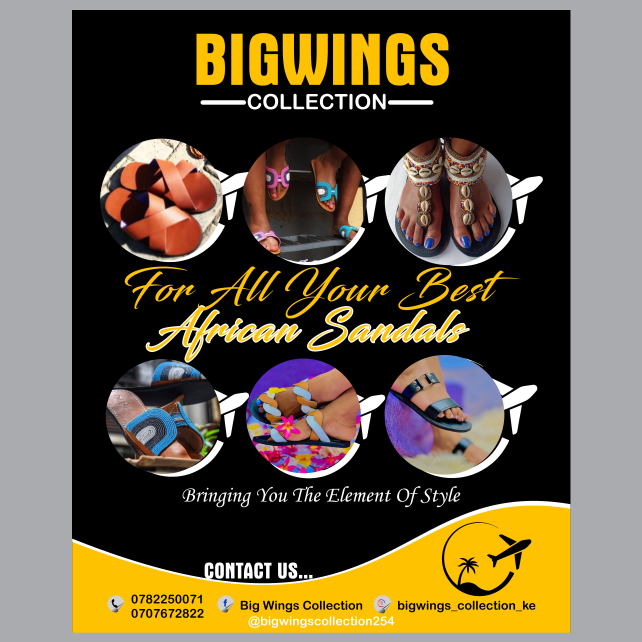 BIGWINGS
COLLECTION
For All Your Best
African Sandals
Bringing You The Element Of Style
CONTACT US...
0782250071
0707672822
Big Wings Collection
bigwings_collection_ke
@bigwingscollection254